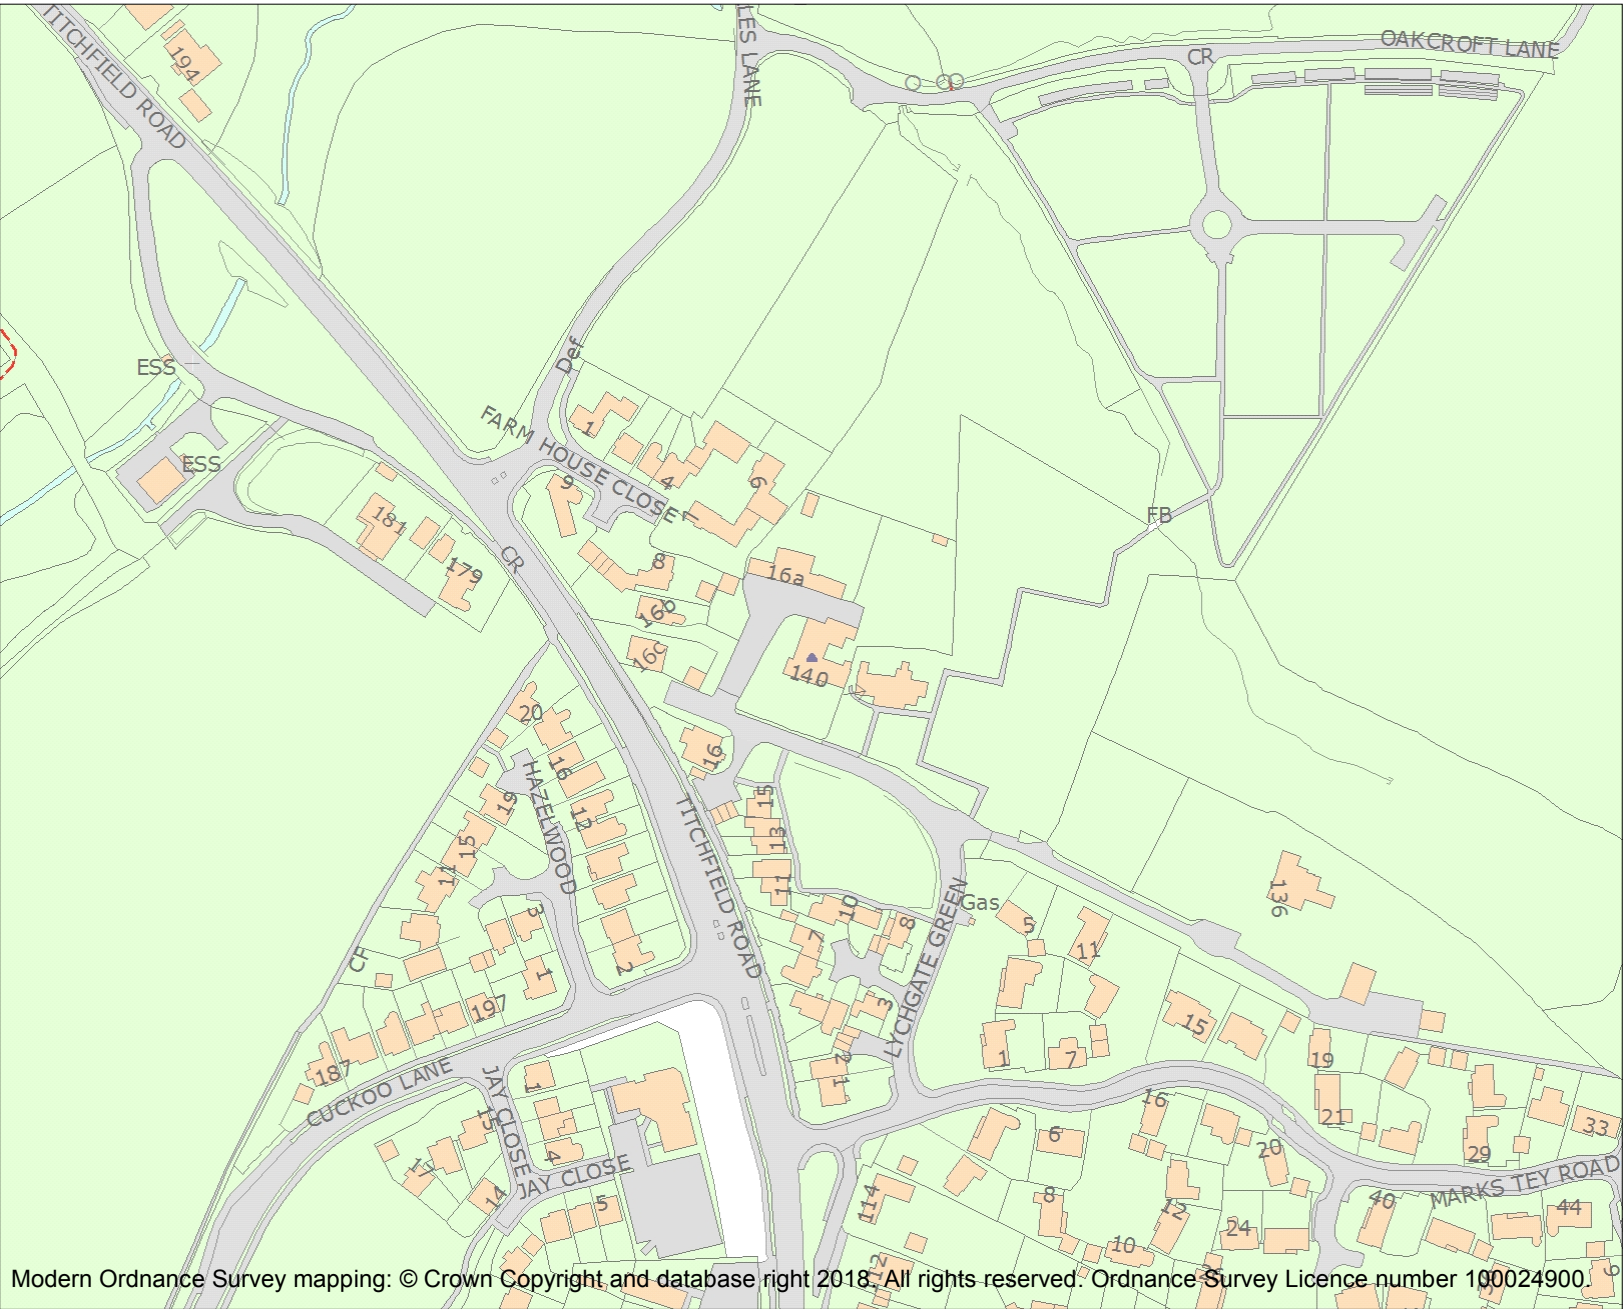 TITCHFIELD ROAD
194
LES LANE
CR
OAKCROFT LANE
ESS
ESS
Def
FARM HOUSE CLOSE
1
4
6
7
9
8
181
179
CR
FB
16a
16b
16c
140
20
16
HAZELWOOD
12
19
15
11
3
1
2
16
15
13
11
TITCHFIELD ROAD
10
8
7
3
2
1
LYCHGATE GREEN
Gas
5
11
136
1
7
15
19
21
CF
197
187
CUCKOO LANE
JAY CLOSE
1
15
4
17
14
JAY CLOSE
5
16
6
20
29
33
MARKS TEY ROAD
114
8
12
10
24
40
44
112
9
Modern Ordnance Survey mapping: © Crown Copyright and database right 2018. All rights reserved. Ordnance Survey Licence number 100024900.